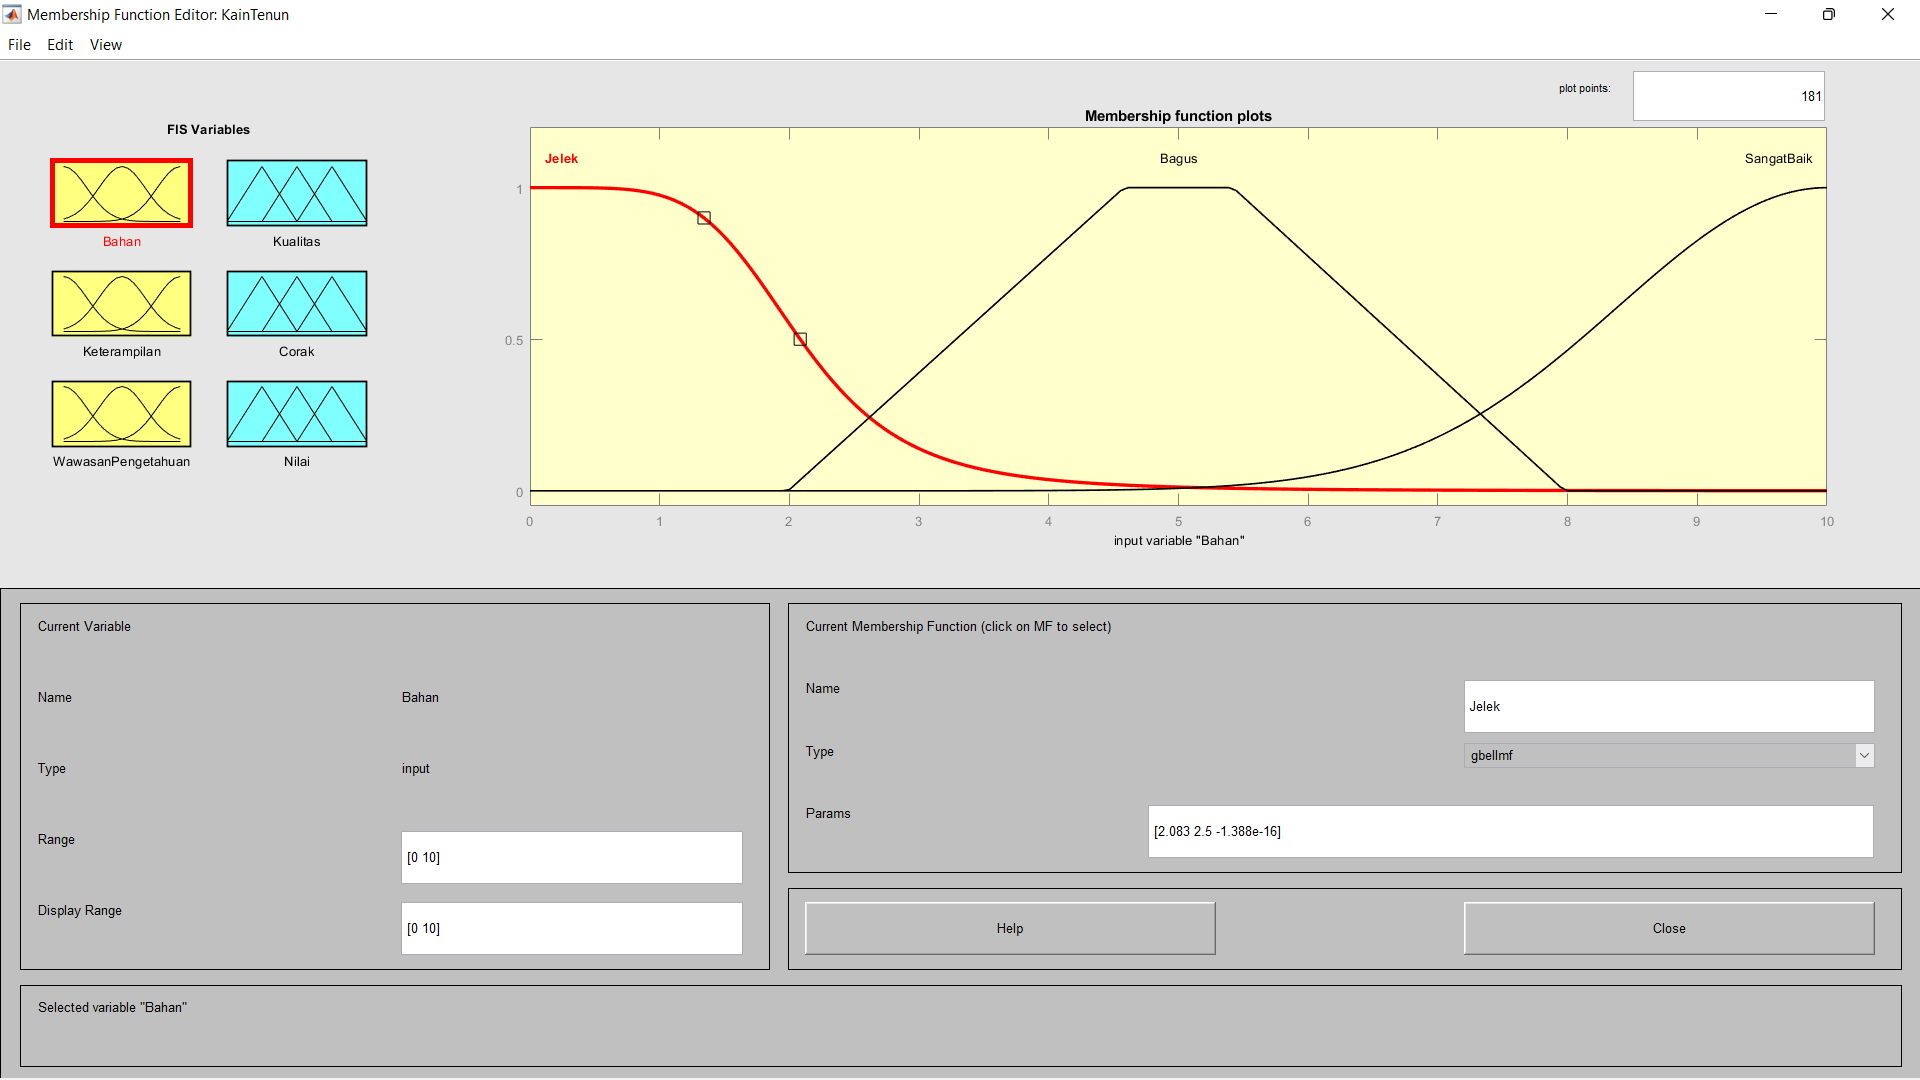 Membership Function Editor: KainTenun
File Edit View
plot points:
181
FIS Variables
Bahan
Kualitas
Keterampilan
Corak
WawasanPengetahuan
Nilai
Membership function plots
Jelek
Bagus
SangatBaik
1
0.5
0
0 1 2 3 4 5 6 7 8 9 10
input variable "Bahan"
Current Variable
Name
Bahan
Type
input
Range
[0 10]
Display Range
[0 10]
Current Membership Function (click on MF to select)
Name
Jelek
Type
gbellmf
Params
[2.083 2.5 -1.388e-16]
Help
Close
Selected variable "Bahan"